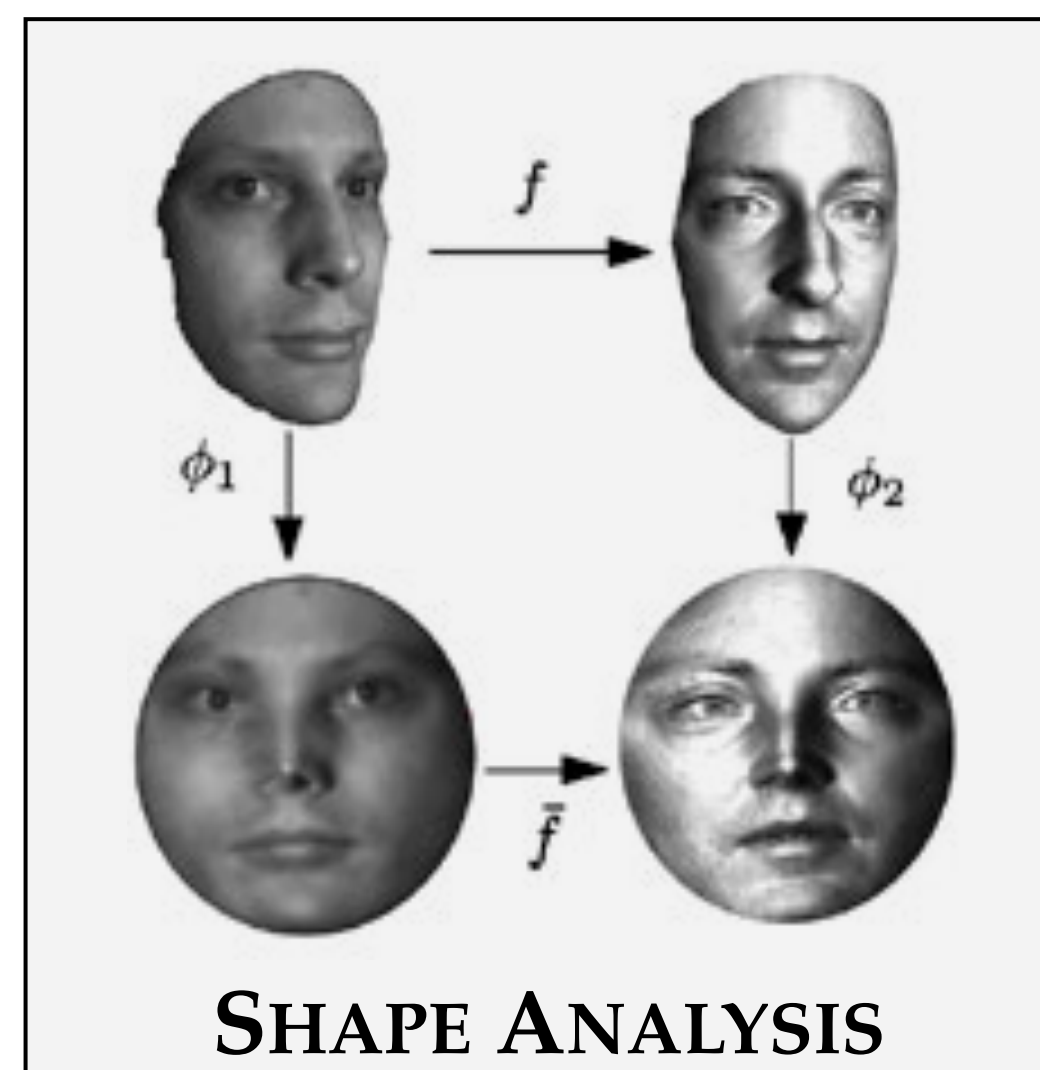 f
ϕ₁
ϕ₂
f̄
SHAPE ANALYSIS